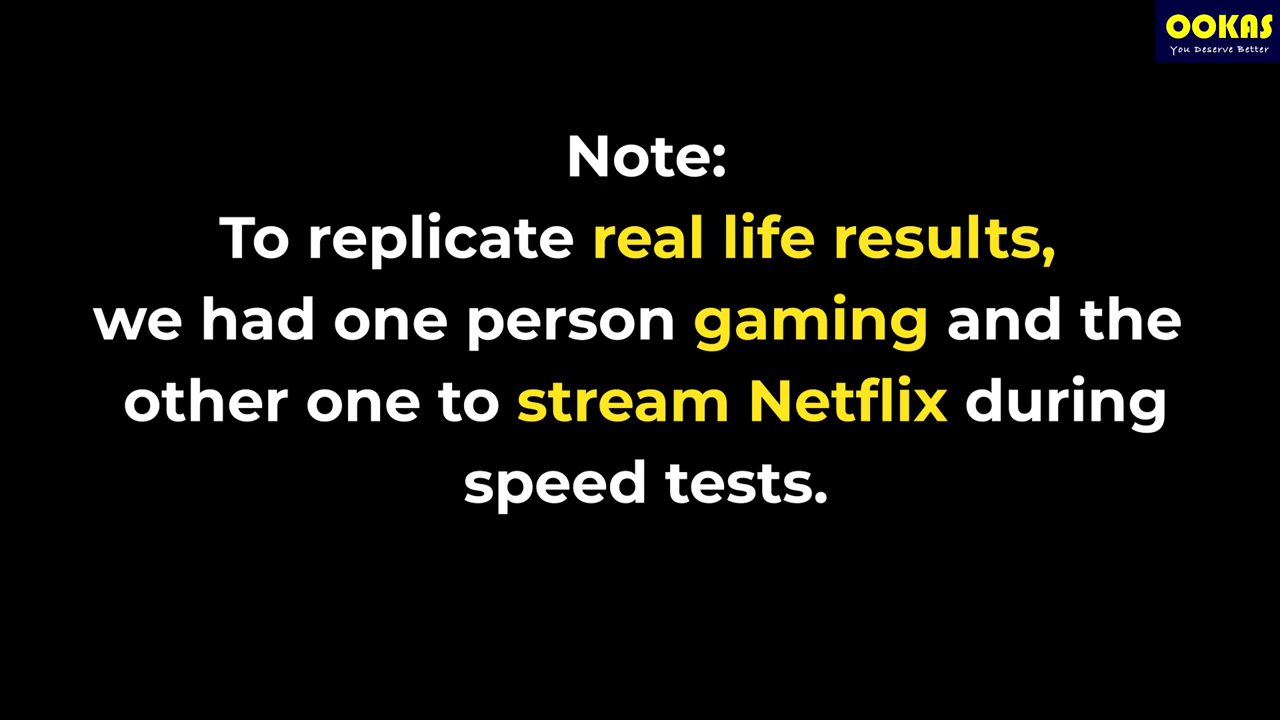 OOKAS
You Deserve Better
Note:
To replicate real life results,
we had one person gaming and the
other one to stream Netflix during
speed tests.